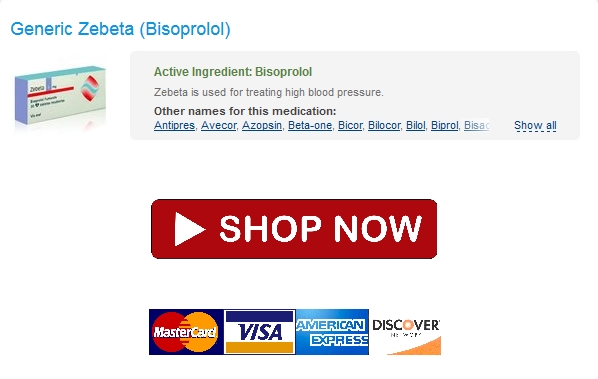 Generic Zebeta (Bisoprolol)
Zebeta
Active Ingredient: Bisoprolol
Zebeta is used for treating high blood pressure.
Other names for this medication:
Antipres, Avecor, Azopsin, Beta-one, Bicor, Bilocor, Bilol, Biprol, Bisac
Show all
SHOP NOW
MasterCard
VISA
AMERICAN
EXPRESS
DISCOVER
NETWORK